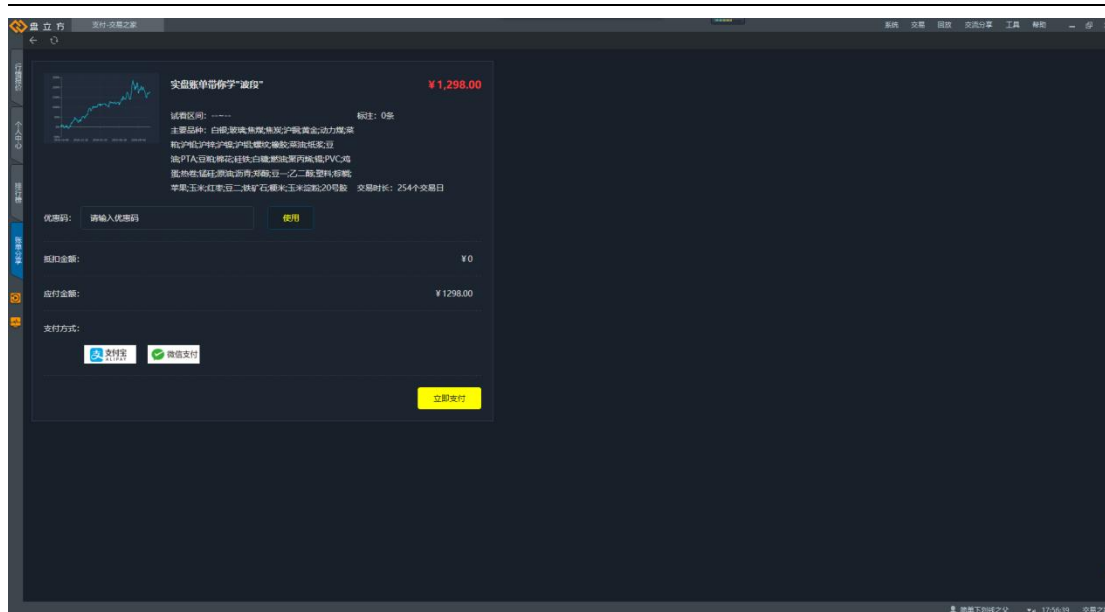 盘立方 支付-交易之家 系统 交易 回放 交流分享 工具 帮助
行情报价
个人中心
排行榜
账单分享
实盘账单带你学“波段” ￥1,298.00
试看区间: ---~--- 标注: 0条
主要品种: 白银;玻璃;焦煤;焦炭;沪铜;黄金;动力煤;菜
粕;沪铅;沪锌;沪镍;沪铝;螺纹;橡胶;菜油;纸浆;豆
油;PTA;豆粕;棉花;硅铁;白糖;燃油;聚丙烯;锡;PVC;鸡
蛋;热卷;锰硅;原油;沥青;郑醇;豆一;乙二醇;塑料;棕榈;
苹果;玉米;红枣;豆二;铁矿石;粳米;玉米淀粉;20号胶 交易时长: 254个交易日
优惠码: 请输入优惠码 使用
抵扣金额: ￥0
应付金额: ￥1298.00
支付方式:
支付宝 ALIPAY 微信支付
立即支付
17:56:39